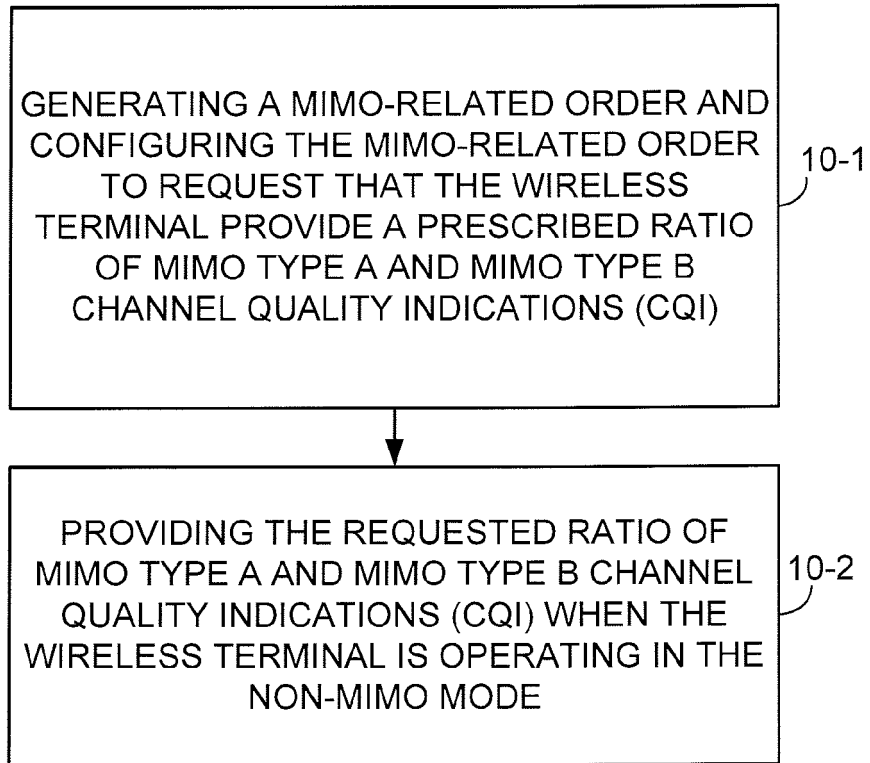 GENERATING A MIMO-RELATED ORDER AND
CONFIGURING THE MIMO-RELATED ORDER
TO REQUEST THAT THE WIRELESS
TERMINAL PROVIDE A PRESCRIBED RATIO
OF MIMO TYPE A AND MIMO TYPE B
CHANNEL QUALITY INDICATIONS (CQI)
10-1
PROVIDING THE REQUESTED RATIO OF
MIMO TYPE A AND MIMO TYPE B CHANNEL
QUALITY INDICATIONS (CQI) WHEN THE
WIRELESS TERMINAL IS OPERATING IN THE
NON-MIMO MODE
10-2